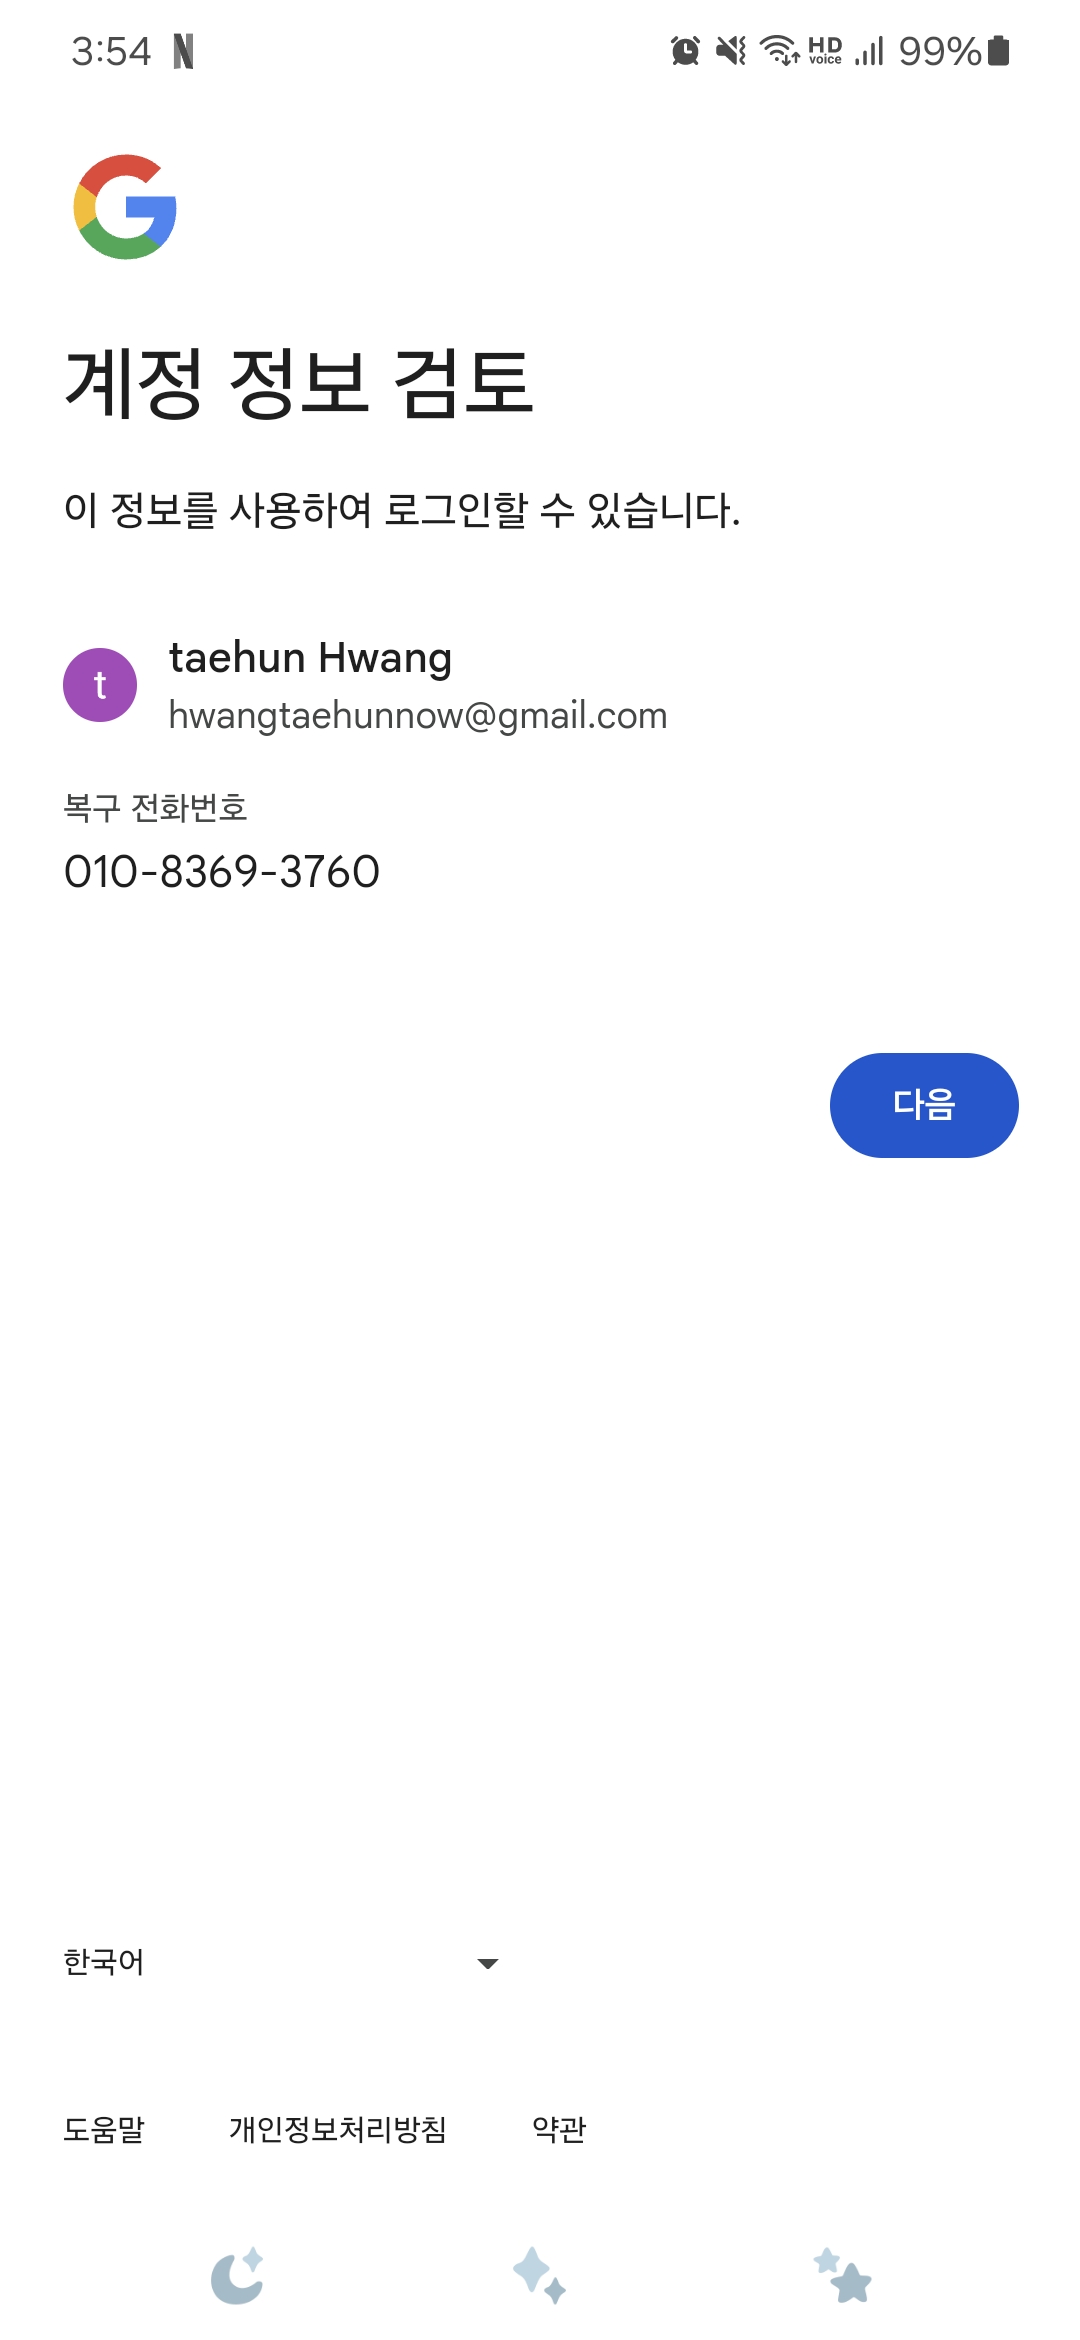 3:54
HD voice 99%
계정 정보 검토
이 정보를 사용하여 로그인할 수 있습니다.
t
taehun Hwang
hwangtaehunnow@gmail.com
복구 전화번호
010-8369-3760
다음
한국어
도움말 개인정보처리방침 약관